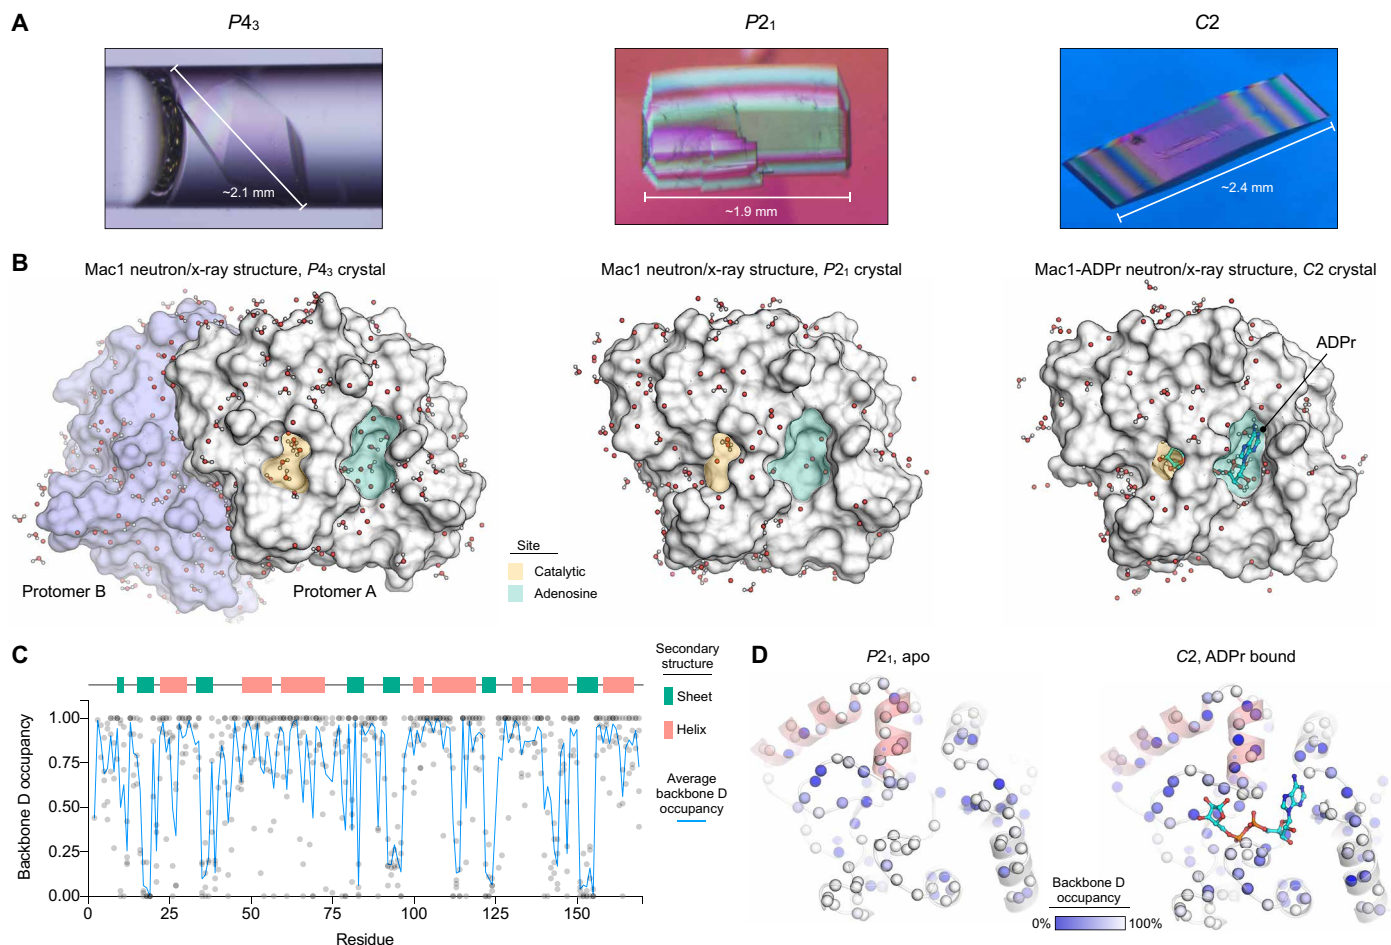 A
P4₃
P2₁
C2
~2.1 mm
~1.9 mm
~2.4 mm
B
Mac1 neutron/x-ray structure, P4₃ crystal
Mac1 neutron/x-ray structure, P2₁ crystal
Mac1-ADPr neutron/x-ray structure, C2 crystal
ADPr
Protomer B
Protomer A
Site
Catalytic
Adenosine
C
Secondary
structure
Sheet
Helix
Average
backbone D
occupancy
Backbone D occupancy
1.00
0.75
0.50
0.25
0.00
0
25
50
75
100
125
150
Residue
D
P2₁, apo
C2, ADPr bound
Backbone D
occupancy
0%
100%